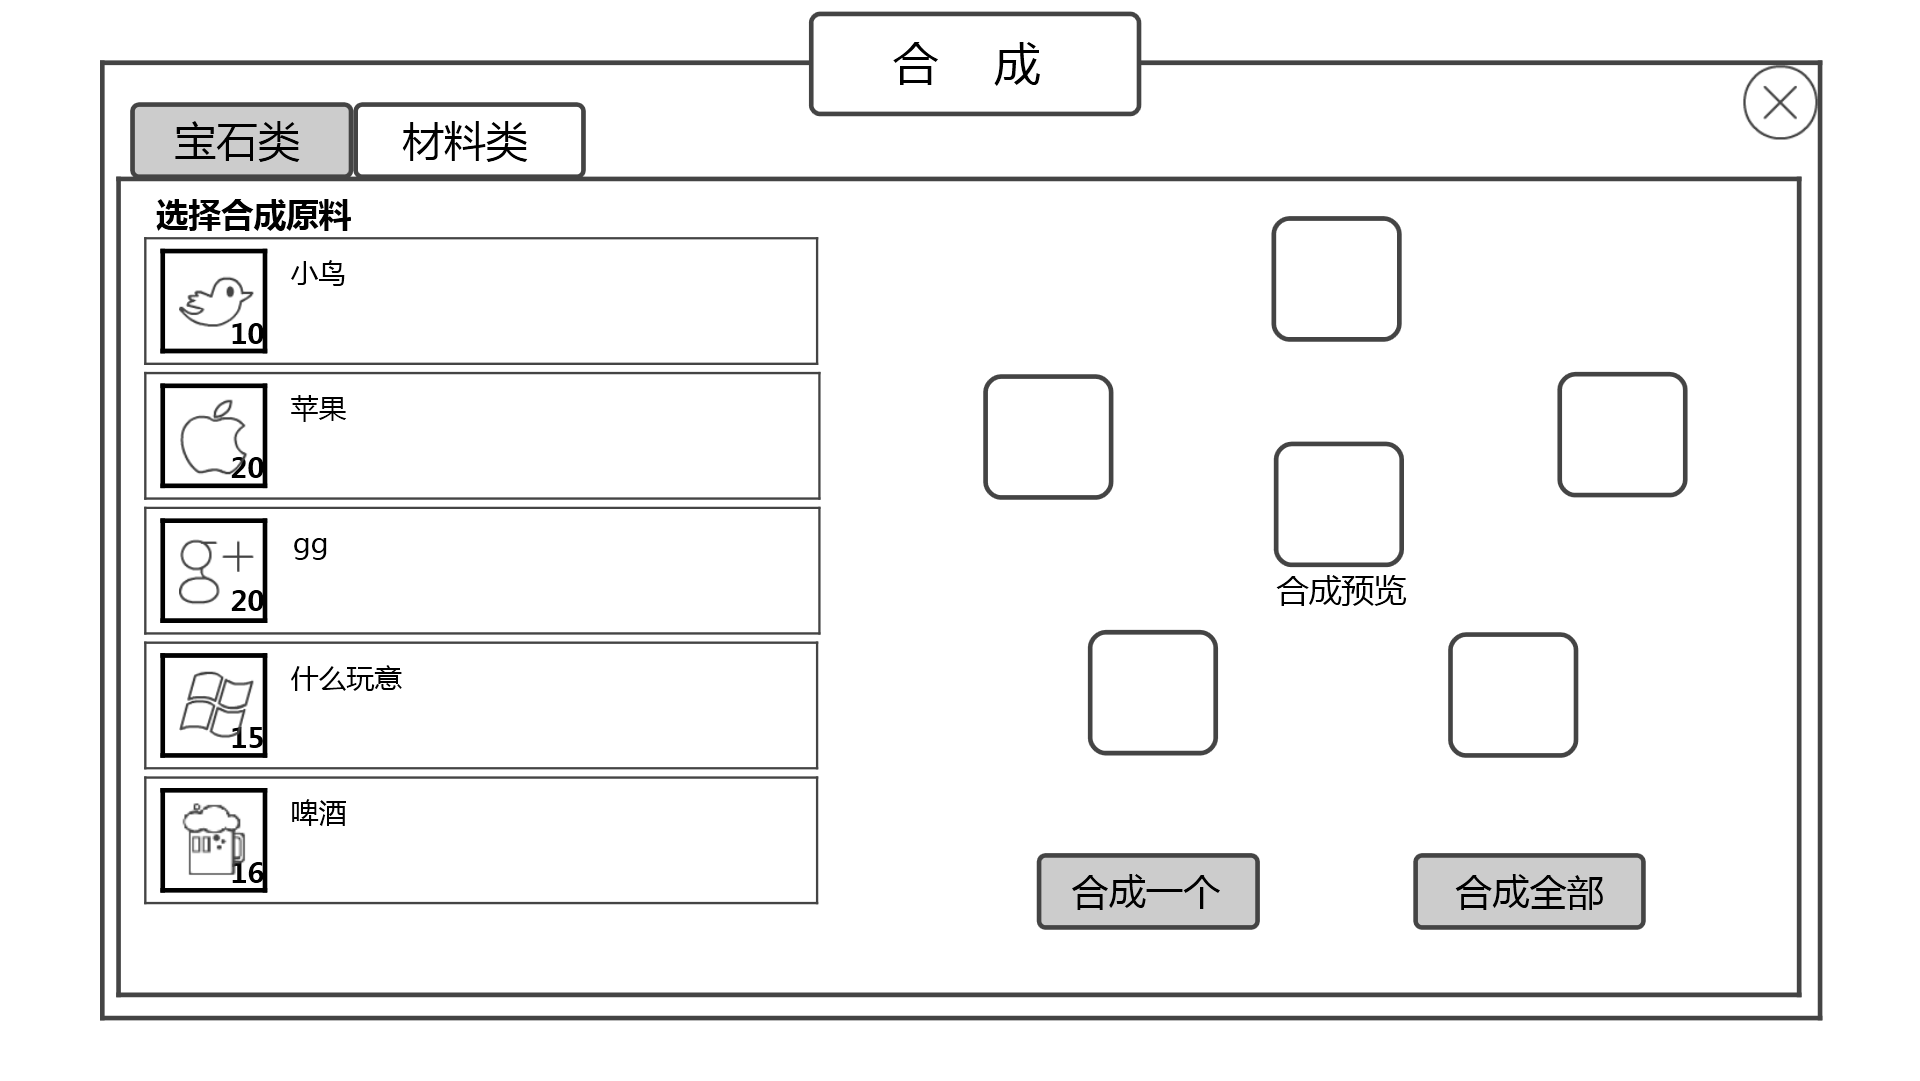 合 成
宝石类
材料类
选择合成原料
小鸟
10
苹果
20
gg
g+
20
什么玩意
15
啤酒
16
合成预览
合成一个
合成全部